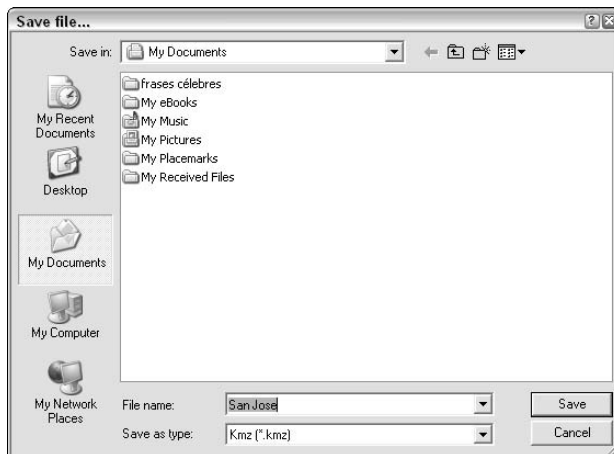 Save file...
Save in: My Documents
My Recent
Documents
Desktop
My Documents
My Computer
My Network
Places
frases célebres
My eBooks
My Music
My Pictures
My Placemarks
My Received Files
File name: San Jose Save
Save as type: Kmz (*.kmz) Cancel